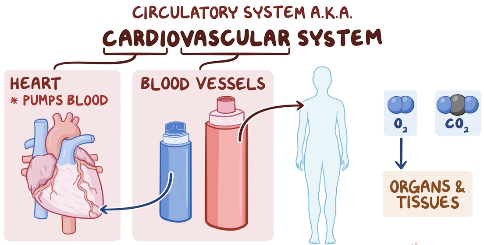 CIRCULATORY SYSTEM A.K.A.
CARDIOVASCULAR SYSTEM
HEART
* PUMPS BLOOD
BLOOD VESSELS
O₂
CO₂
ORGANS &
TISSUES